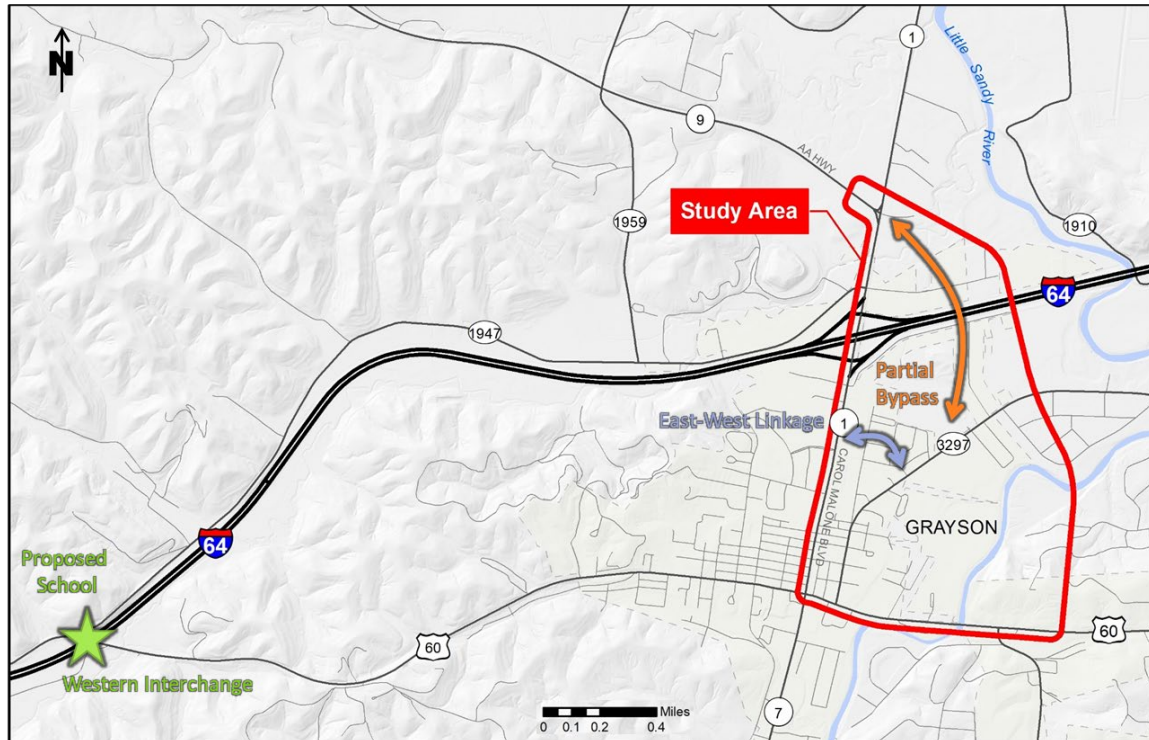 N
1
Little Sandy River
9
AA HWY
Study Area
1959
1910
64
1947
Partial
Bypass
East-West Linkage
1
3297
CAROL MALONE BLVD
GRAYSON
64
Proposed
School
60
60
Western Interchange
7
0 0.1 0.2 0.4 Miles